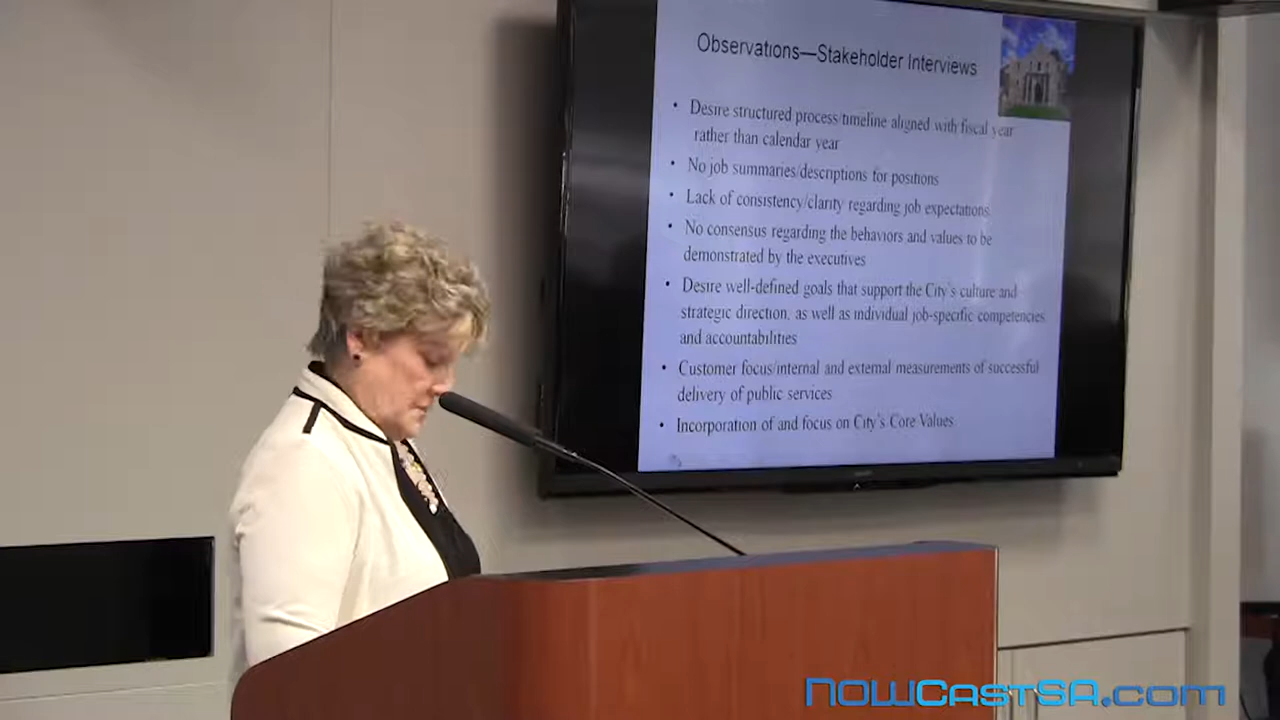 Observations—Stakeholder Interviews
• Desire structured process/timeline aligned with fiscal year
rather than calendar year
• No job summaries/descriptions for positions
• Lack of consistency/clarity regarding job expectations.
• No consensus regarding the behaviors and values to be
demonstrated by the executives
• Desire well-defined goals that support the City's culture and
strategic direction, as well as individual job-specific competencies
and accountabilities
• Customer focus/internal and external measurements of successful
delivery of public services
• Incorporation of and focus on City's Core Values
NOWCastSA.com